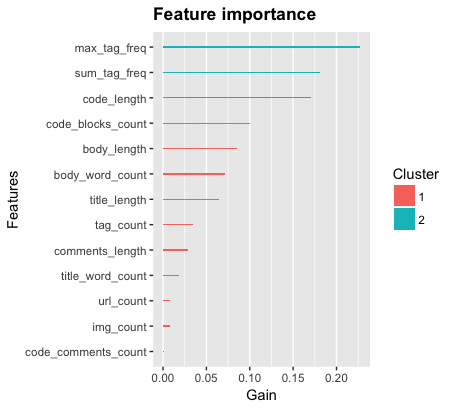 Feature importance
max_tag_freq
sum_tag_freq
code_length
code_blocks_count
body_length
body_word_count
title_length
tag_count
comments_length
title_word_count
url_count
img_count
code_comments_count
Features
0.00 0.05 0.10 0.15 0.20
Gain
Cluster
1
2